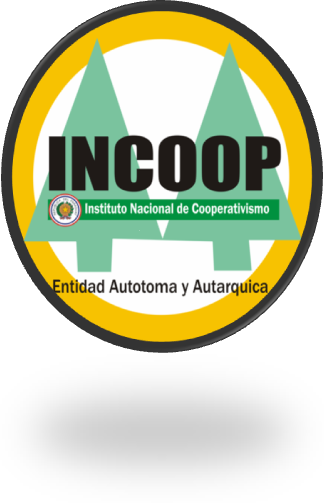 INCOOP
Instituto Nacional de Cooperativismo
Entidad Autotoma y Autarquica